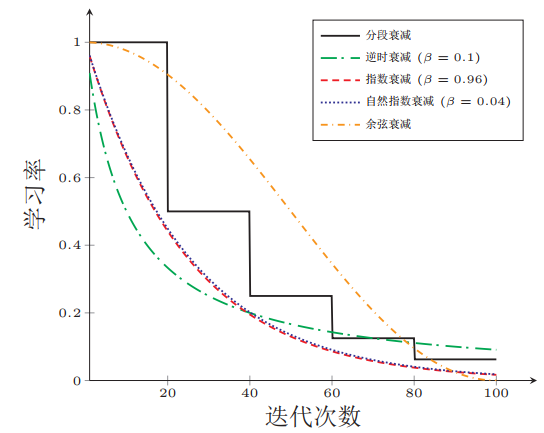 分段衰减
逆时衰减 (β = 0.1)
指数衰减 (β = 0.96)
自然指数衰减 (β = 0.04)
余弦衰减
1
0.8
0.6
0.4
0.2
0
学习率
20 40 60 80 100
迭代次数